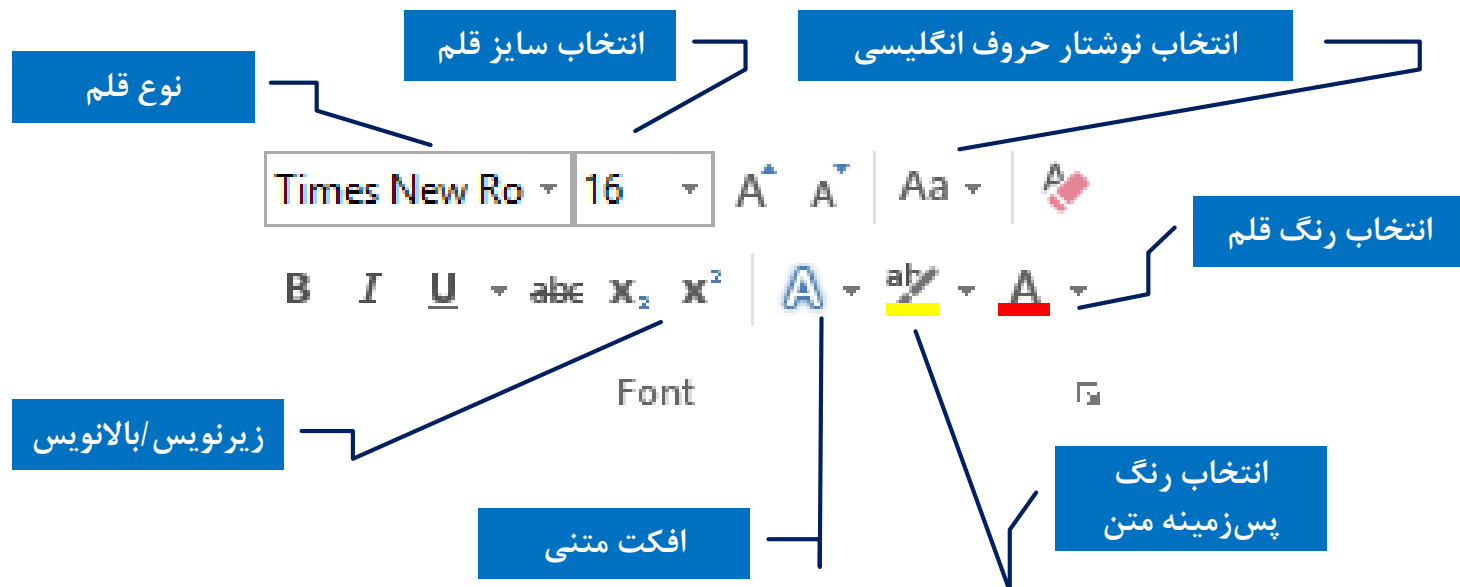 انتخاب سایز قلم
انتخاب نوشتار حروف انگلیسی
نوع قلم
Times New Ro 16 A A Aa A
انتخاب رنگ قلم
B I U abc X₂ X² A ab A
Font
زیرنویس/بالانویس
انتخاب رنگ
پس‌زمینه متن
افکت متنی